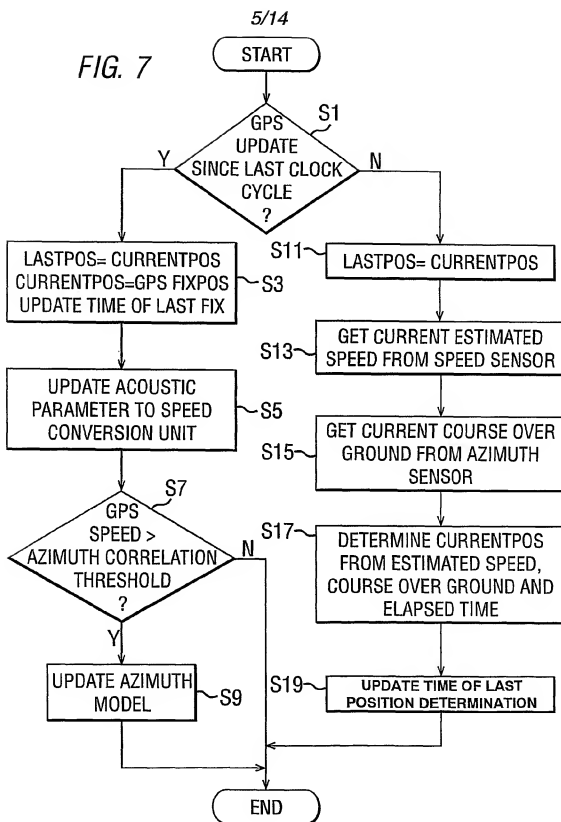 5/14
FIG. 7
START
S1
GPS
UPDATE
SINCE LAST CLOCK
CYCLE
?
Y
N
LASTPOS= CURRENTPOS
CURRENTPOS=GPS FIXPOS
UPDATE TIME OF LAST FIX
S3
UPDATE ACOUSTIC
PARAMETER TO SPEED
CONVERSION UNIT
S5
S7
GPS
SPEED >
AZIMUTH CORRELATION
THRESHOLD
?
N
Y
UPDATE AZIMUTH
MODEL
S9
S11
LASTPOS= CURRENTPOS
S13
GET CURRENT ESTIMATED
SPEED FROM SPEED SENSOR
S15
GET CURRENT COURSE OVER
GROUND FROM AZIMUTH
SENSOR
S17
DETERMINE CURRENTPOS
FROM ESTIMATED SPEED,
COURSE OVER GROUND AND
ELAPSED TIME
S19
UPDATE TIME OF LAST
POSITION DETERMINATION
END